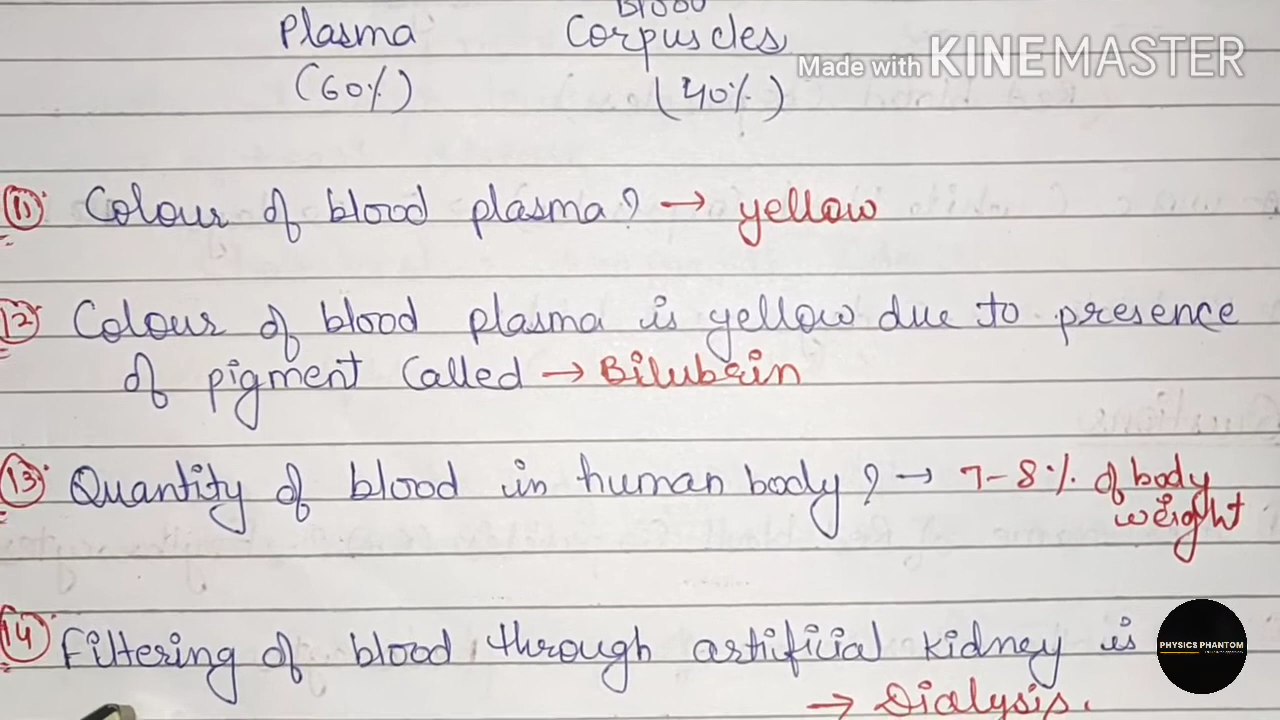 Blood
Plasma Corpuscles
Made with KINEMASTER
(60%) (40%)
11) Colour of blood plasma? → yellow
12) Colour of blood plasma is yellow due to presence
of pigment called → Bilubrin
13) Quantity of blood in human body? → 7-8% of body
weight
14) Filtering of blood through artificial kidney is
PHYSICS PHANTOM
→ Dialysis.